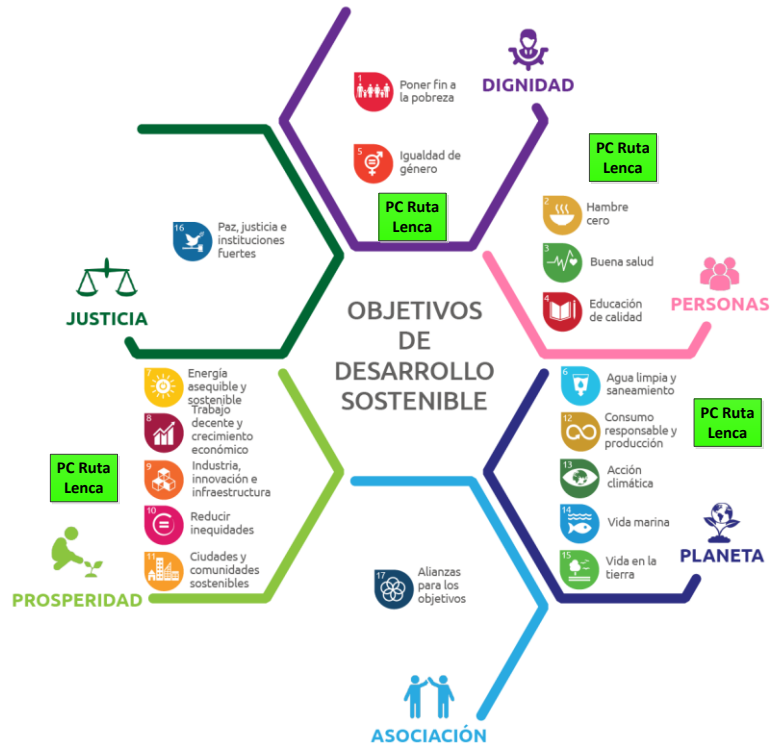 DIGNIDAD
1
Poner fin a
la pobreza
5
Igualdad de
género
PC Ruta
Lenca
PC Ruta
Lenca
2
Hambre
cero
3
Buena salud
4
Educación
de calidad
PERSONAS
16
Paz, justicia e
instituciones
fuertes
JUSTICIA
OBJETIVOS
DE
DESARROLLO
SOSTENIBLE
7
Energía
asequible y
sostenible
8
Trabajo
decente y
crecimiento
económico
9
Industria,
innovación e
infraestructura
10
Reducir
inequidades
11
Ciudades y
comunidades
sostenibles
PC Ruta
Lenca
PROSPERIDAD
6
Agua limpia y
saneamiento
12
Consumo
responsable y
producción
13
Acción
climática
14
Vida marina
15
Vida en la
tierra
PC Ruta
Lenca
PLANETA
17
Alianzas
para los
objetivos
ASOCIACIÓN